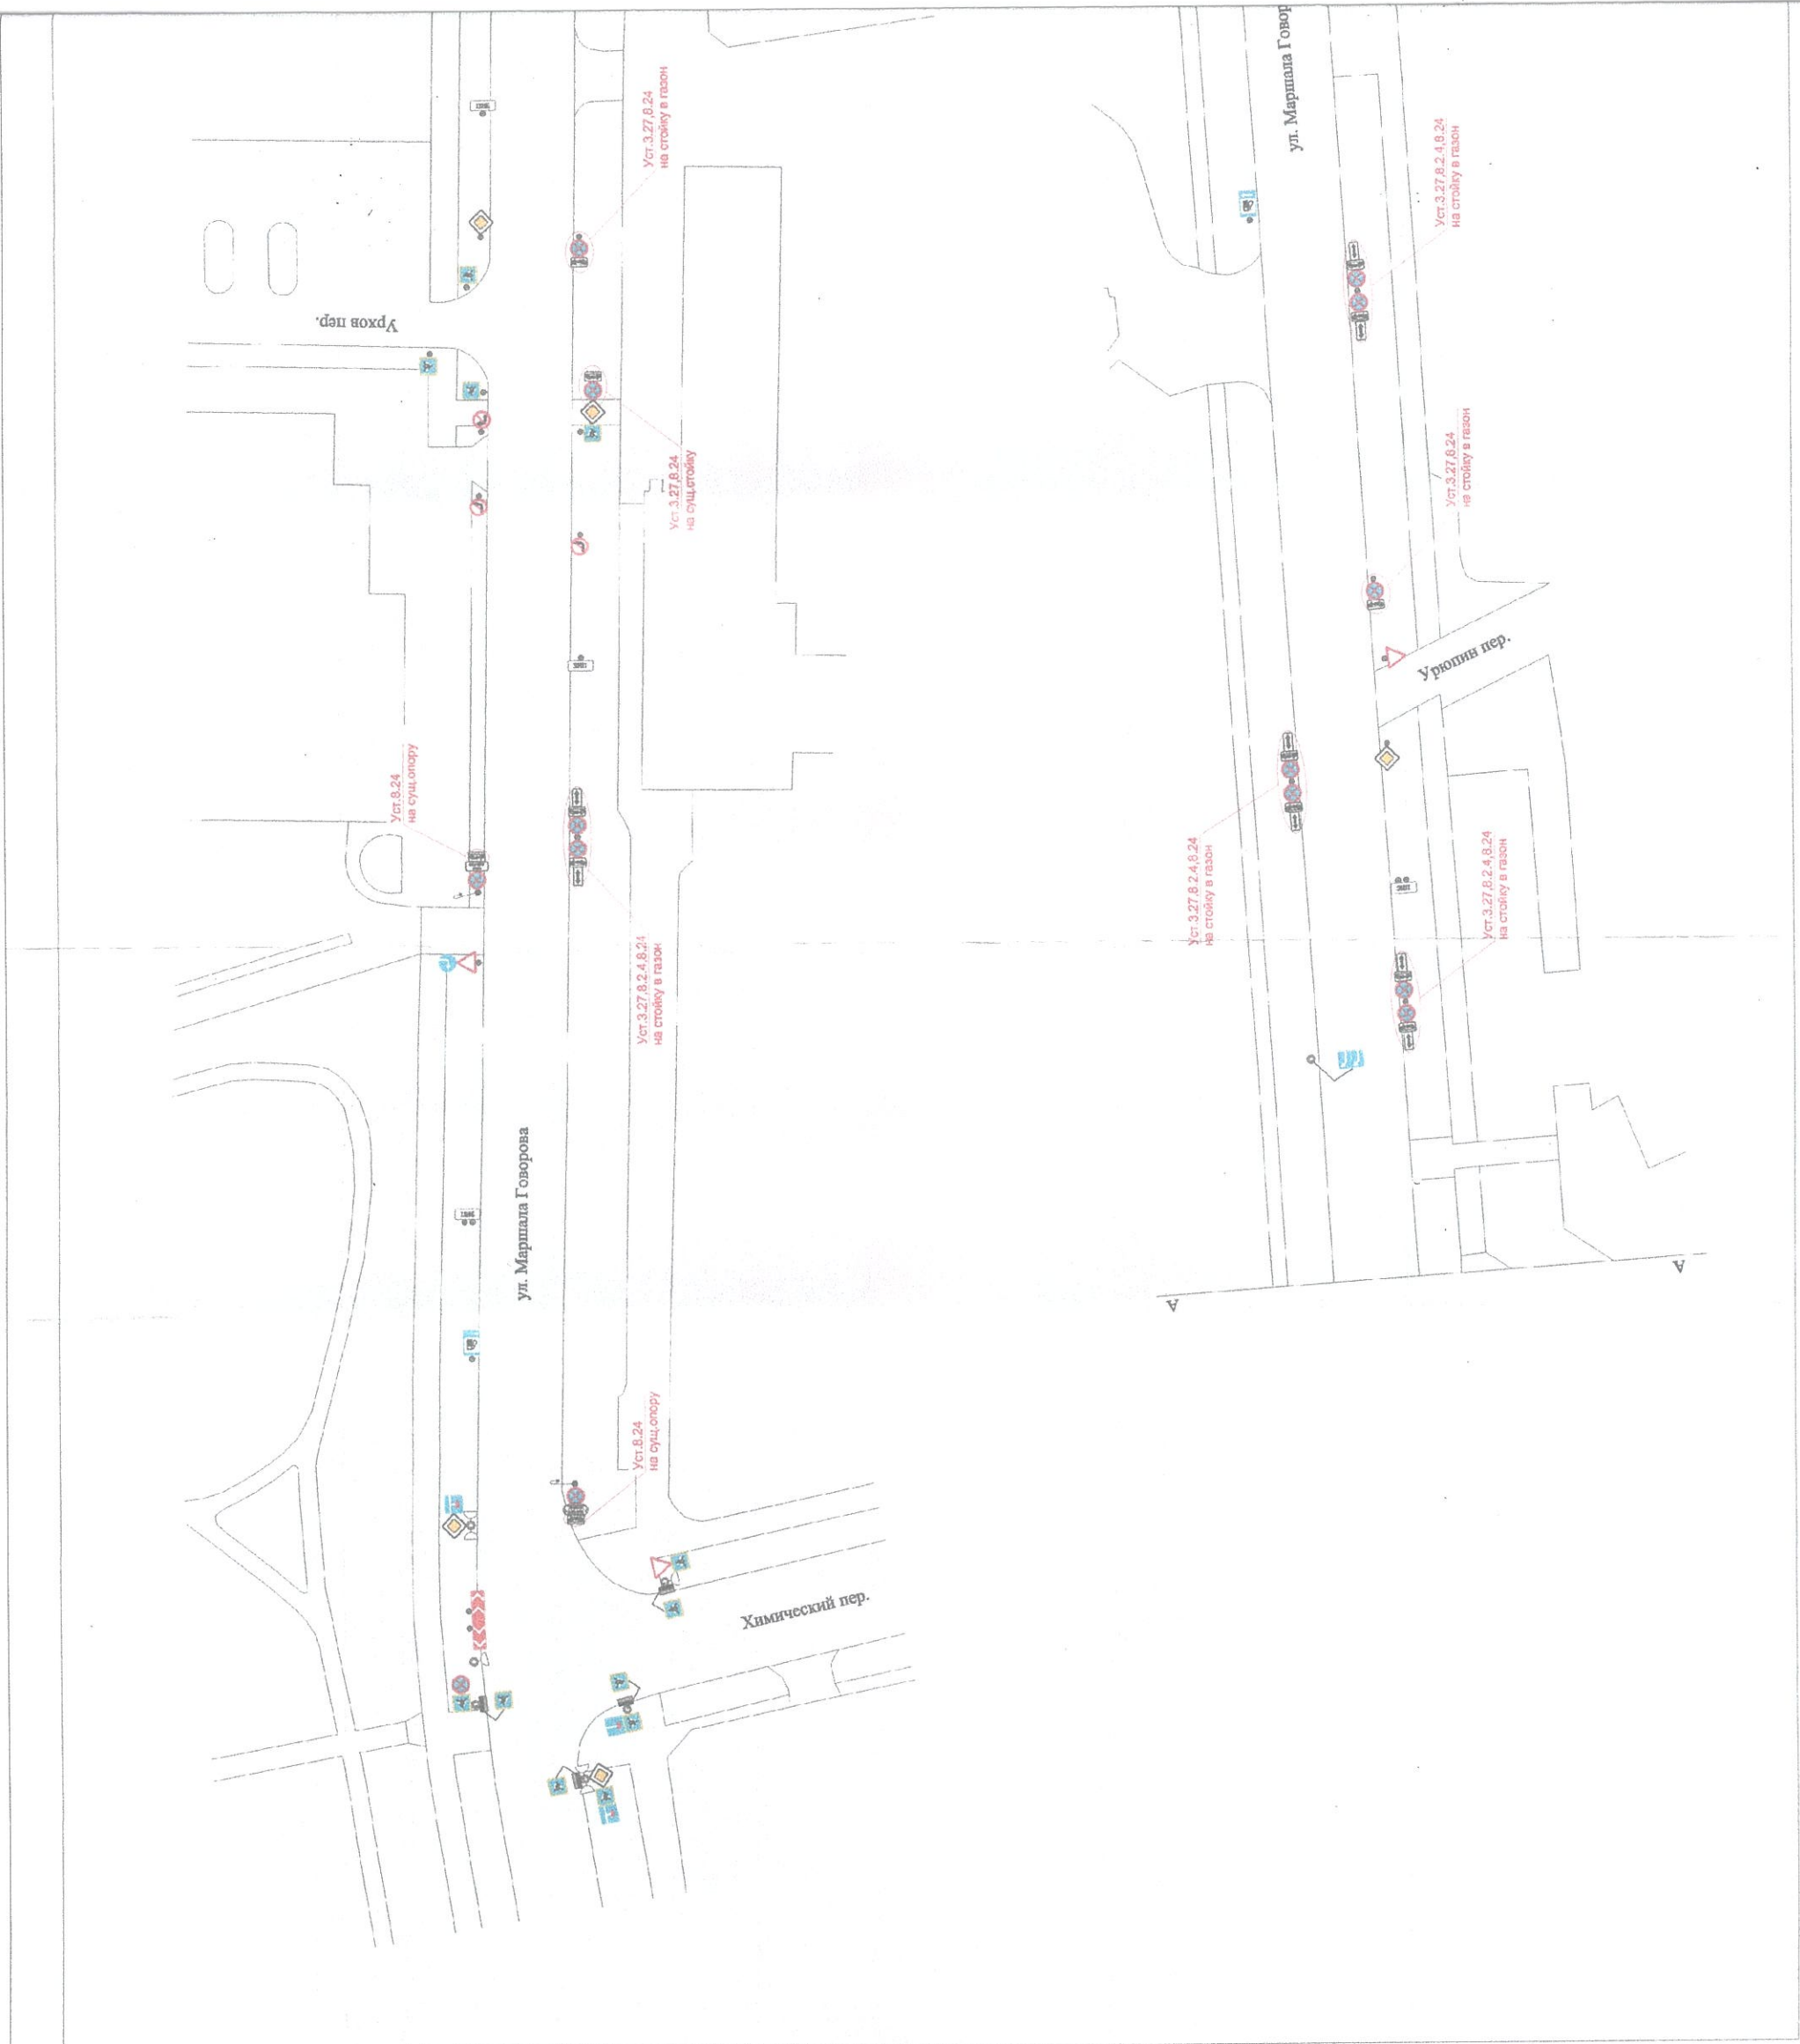 ул. Маршала Говорова
Урхов пер.
Химический пер.
Уст.3.27,8.24
на стойку в газон
Уст.3.27,8.24
на сущ.стойку
Уст.8.24
на сущ.опору
Уст.3.27,8.2.4,8.24
на стойку в газон
Уст.8.24
на сущ.опору
ул. Маршала Говор
Уст.3.27,8.2.4,8.24
на стойку в газон
Уст.3.27,8.24
на стойку в газон
Урюпин пер.
Уст.3.27,8.2.4,8.24
на стойку в газон
Уст.3.27,8.2.4,8.24
на стойку в газон
А
А